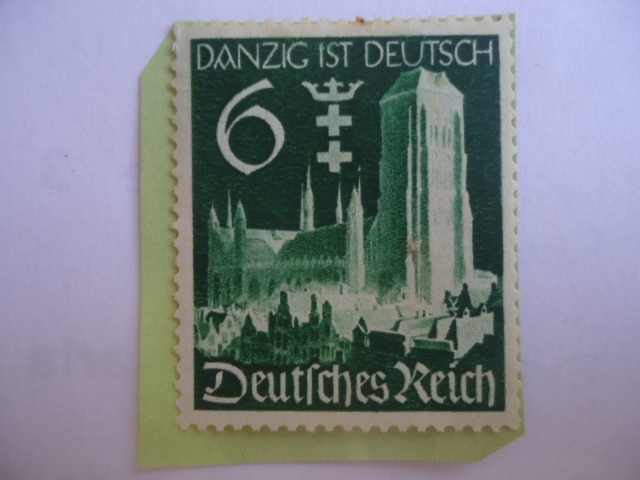 DANZIG IST DEUTSCH
6
Deutſches Reich